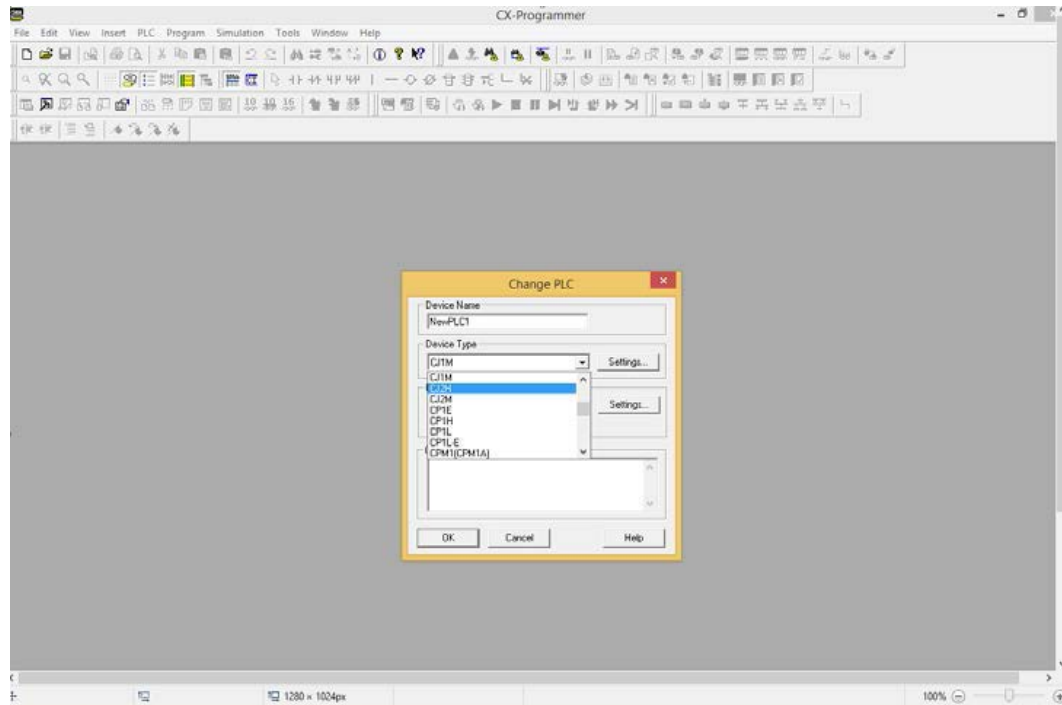 CX-Programmer
File Edit View Insert PLC Program Simulation Tools Window Help
Change PLC
Device Name
NewPLC1
Device Type
CJ1M
Settings...
CJ1M
CJ2H
CJ2M
CP1E
Settings...
CP1H
CP1L
CP1L-E
CPM1(CPM1A)
OK
Cancel
Help
1280 × 1024px
100%